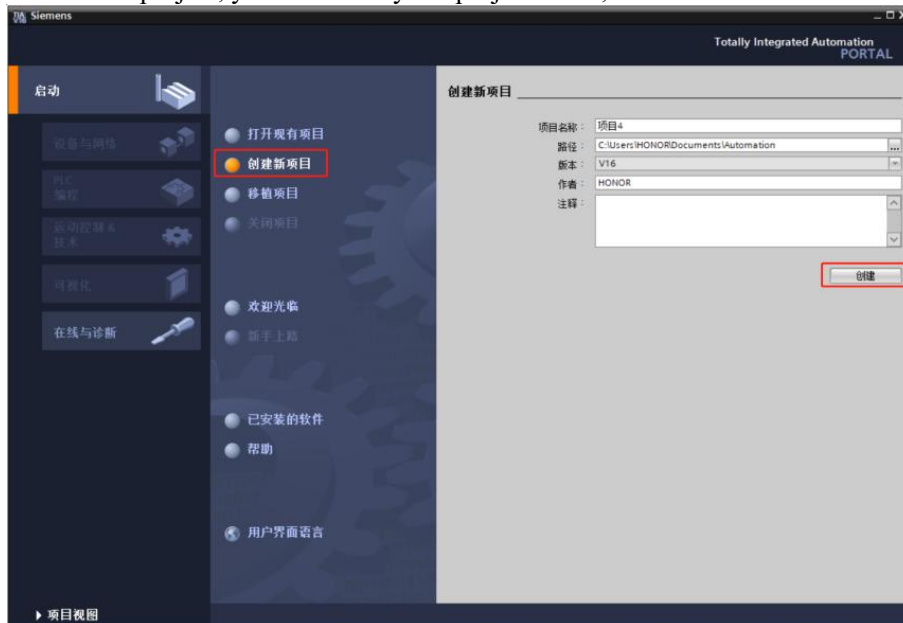 Siemens
Totally Integrated Automation
PORTAL
启动
设备与网络
PLC
编程
运动控制 &
技术
可视化
在线与诊断
打开现有项目
创建新项目
移植项目
关闭项目
欢迎光临
新手上路
已安装的软件
帮助
用户界面语言
创建新项目
项目名称： 项目4
路径： C:\Users\HONOR\Documents\Automation ...
版本： V16
作者： HONOR
注释：
创建
项目视图